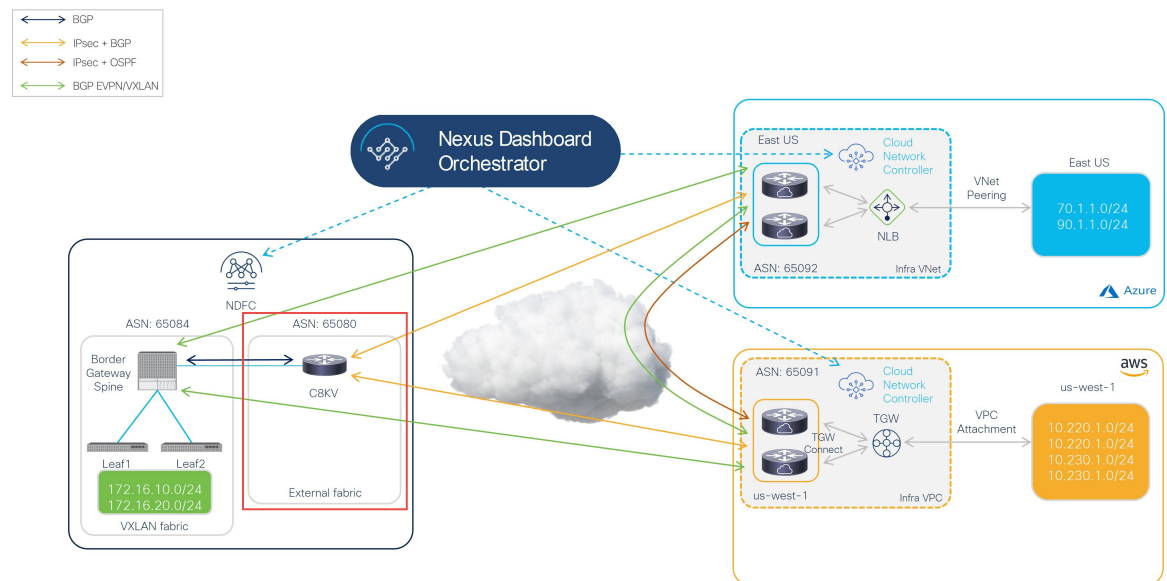 BGP
IPsec + BGP
IPsec + OSPF
BGP EVPN/VXLAN
Nexus Dashboard
Orchestrator
East US
Cloud
Network
Controller
NLB
ASN: 65092
Infra VNet
VNet
Peering
East US
70.1.1.0/24
90.1.1.0/24
Azure
NDFC
ASN: 65084
Border
Gateway
Spine
Leaf1
Leaf2
172.16.10.0/24
172.16.20.0/24
VXLAN fabric
ASN: 65080
C8KV
External fabric
ASN: 65091
Cloud
Network
Controller
TGW
TGW
Connect
us-west-1
Infra VPC
VPC
Attachment
aws
us-west-1
10.220.1.0/24
10.220.1.0/24
10.230.1.0/24
10.230.1.0/24